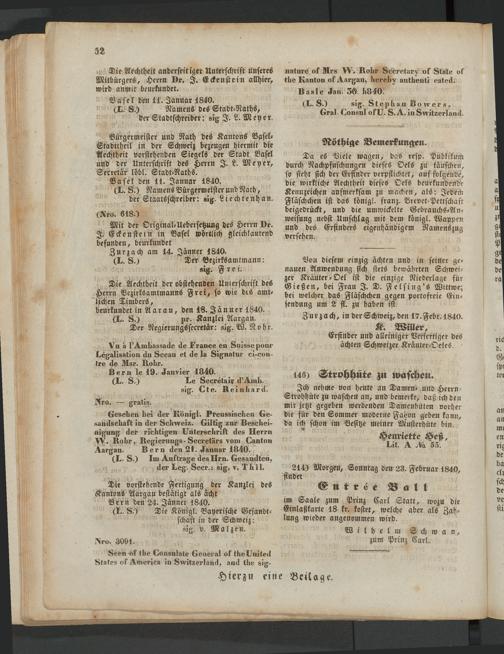 52
Die Aechtheit anderseitiger Unterschrift unseres
Mitbürgers, Herrn Dr. J. Eckenstein allhier,
wird anmit beurkundet.
Basel den 11. Januar 1840.
(L. S.) Namens des Stadt-Raths,
der Stadtschreiber: sig J. L. Meyer.
Bürgermeister und Rath des Kantons Basel-
Stadttheil in der Schweiz bezeugen hiermit die
Aechtheit vorstehenden Siegels der Stadt Basel
und der Unterschrift des Herrn J. L. Meyer,
Secretär löbl. Stadt-Raths.
Basel den 11. Januar 1840.
(L. S.) Namens Bürgermeister und Rath,
der Staatsschreiber: sig. Liechtenhan.
(Nro. 618.)
Mit der Original-Uebersetzung des Herrn Dr.
J. Eckenstein in Basel wörtlich gleichlautend
befunden, beurkundet
Zurzach am 14. Jänner 1840.
(L. S.) Der Bezirksamtmann:
sig. Frei.
Die Aechtheit der obstehenden Unterschrift des
Herrn Bezirksamtmanns Frei, so wie des amt-
lichen Timbers,
beurkundet in Aarau, den 18. Jänner 1840.
(L. S.) pr. Kanzlei Aargau.
Der Regierungssecretär: sig. W. Rohr.
Vu à l'Ambassade de France en Suisse pour
Légalisation du Sceau et de la Signatur ci-con-
tre de Msr. Rohr.
Bern le 19. Janvier 1840.
(L. S.) Le Secrétair d'Amb.
sig. Cte. Reinhard.
Nro. — gratis.
Gesehen bei der Königl. Preussischen Ge-
sandtschaft in der Schweiz. Giltig zur Beschei-
nigung der richtigen Unterschrift des Herrn
W. Rohr, Regierungs-Secretärs vom Canton
Aargau. Bern den 21. Januar 1840.
(L. S.) Im Auftrage des Hrn. Gesandten,
der Leg. Secr.: sig. v. Thil.
Die vorstehende Fertigung der Kanzlei des
Kantons Aargau bestätigt als ächt
Bern den 24. Jänner 1840.
(L. S.) Die Königl. Bayerische Gesandt-
schaft in der Schweiz:
sig. v. Malzen.
Nro. 3091.
Seen of the Consulate General of the United
States of America in Switzerland, and the sig-
nature of Mrs W. Rohr Secretary of State of
the Kanton of Aargau, hereby authenti cated.
Basle Jan. 30. 1840.
(L. S.) sig. Stephan Bowers,
Gral. Consul of U. S. A. in Switzerland.
Nöthige Bemerkungen.
Da es Viele wagen, das resp. Publikum
durch Nachpfuschungen dieses Oels zu täuschen,
so sieht sich der Erfinder verpflichtet, auf folgende,
die wirkliche Aechtheit dieses Oels beurkundende
Kennzeichen aufmerksam zu machen, als: Jedem
Fläschchen ist das königl. franz. Brevet-Pettschaft
beigedrückt, und die umwickelte Gebrauchs-An-
weisung nebst Umschlag mit dem königl. Wappen
und des Erfinders eigenhändigem Namenszug
versehen.
Von diesem einzig ächten und in seiner ge-
nauen Anwendung sich stets bewährten Schwei-
zer Kräuter-Oel ist die einzige Niederlage für
Gießen, bei Frau J. D. Felsing's Wittwe,
bei welcher das Fläschchen gegen portofreie Ein-
sendung um 2 fl. zu haben ist
Zurzach, in der Schweiz, den 17. Febr. 1840.
K. Willer,
Erfinder und alleiniger Verfertiger des
ächten Schweizer Kräuter-Oels.
146) Strohhüte zu waschen.
Ich nehme von heute an Damen- und Herrn-
Strohhüte zu waschen an, und bemerke, daß ich den
mir jetzt gegeben werdenden Damenhüten vorher
die für den Sommer moderne Façon geben kann,
da ich schon im Besitze meiner Musterhüte bin.
Henriette Heß,
Lit. A № 55.
214) Morgen, Sonntag den 23. Februar 1840,
findet
Entrée Ball
im Saale zum Prinz Carl Statt, wozu die
Einlaßkarte 18 kr. kostet, welche aber als Zah-
lung wieder angenommen wird.
Wilhelm Schwan,
zum Prinz Carl.
Hierzu eine Beilage.